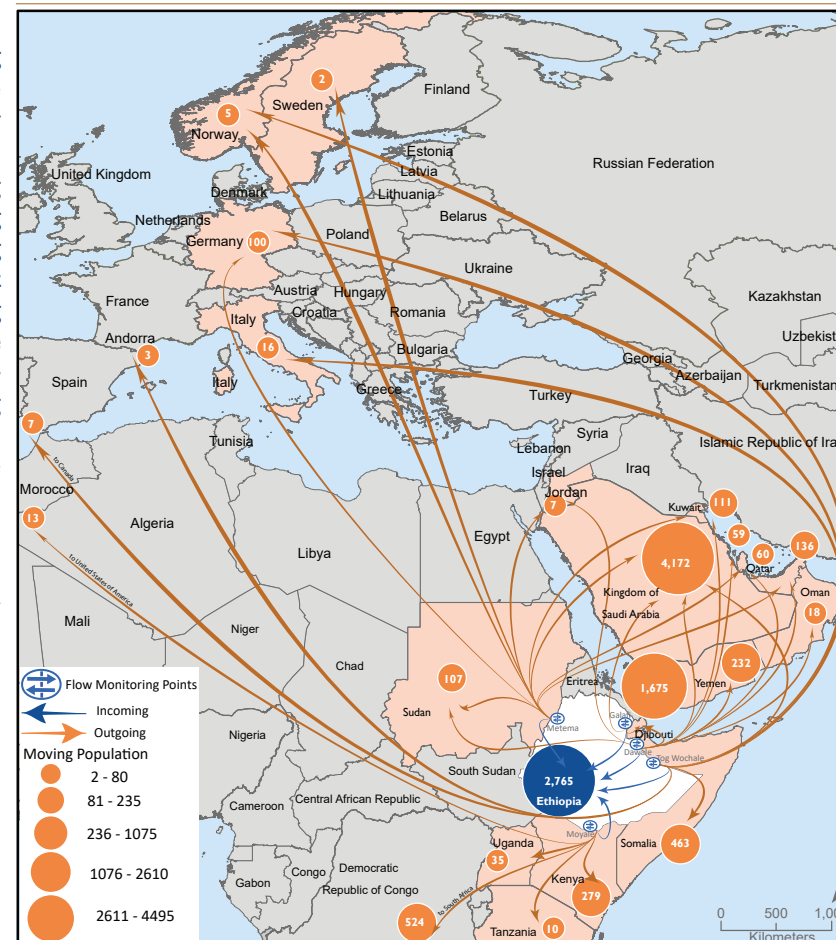 2
Finland
Sweden
5
Norway
Estonia
Russian Federation
Latvia
United Kingdom
Denmark
Lithuania
Netherlands
Belarus
Poland
Germany
100
Ukraine
Austria
Hungary
Kazakhstan
France
Croatia
Romania
Italy
Uzbekist
Andorra
16
Bulgaria
3
Georgia
Azerbaijan
Spain
Italy
Greece
Turkey
Turkmenistan
7
Tunisia
Syria
Lebanon
Islamic Republic of Ira
to Canada
Israel
Iraq
Morocco
Jordan
7
Kuwait
111
13
Algeria
Egypt
59
136
Libya
4,172
60
Qatar
to United States of America
Kingdom of
Saudi Arabia
Oman
18
Mali
Niger
Chad
107
232
Eritrea
1,675
Yemen
Sudan
Galafi
Metema
Djibouti
Dawale
Tog Wochale
Nigeria
South Sudan
2,765
Ethiopia
Cameroon
Central African Republic
Moyale
Uganda
Somalia
463
35
Gabon
Congo
Democratic
Republic of Congo
Kenya
279
to South Africa
524
Tanzania
10
Flow Monitoring Points
Incoming
Outgoing
Moving Population
2 - 80
81 - 235
236 - 1075
1076 - 2610
2611 - 4495
0 500 1,00
Kilometers